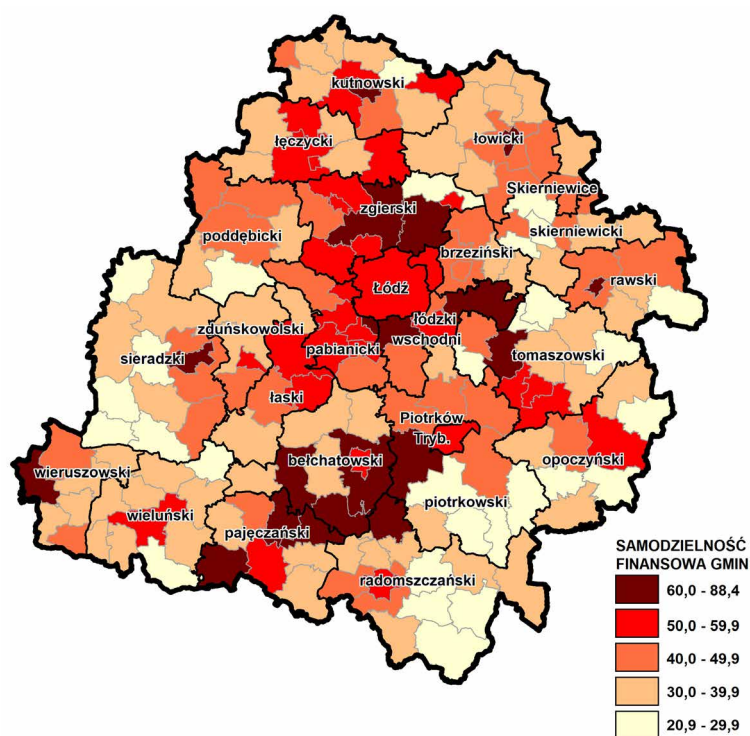 kutnowski
łowicki
łęczycki
Skierniewice
zgierski
skierniewicki
poddębicki
brzeziński
rawski
Łódź
łódzki
wschodni
zduńskowolski
pabianicki
sieradzki
tomaszowski
łaski
Piotrków
Tryb.
bełchatowski
opoczyński
wieruszowski
piotrkowski
wieluński
pajęczański
radomszczański
SAMODZIELNOŚĆ
FINANSOWA GMIN
60,0 - 88,4
50,0 - 59,9
40,0 - 49,9
30,0 - 39,9
20,9 - 29,9